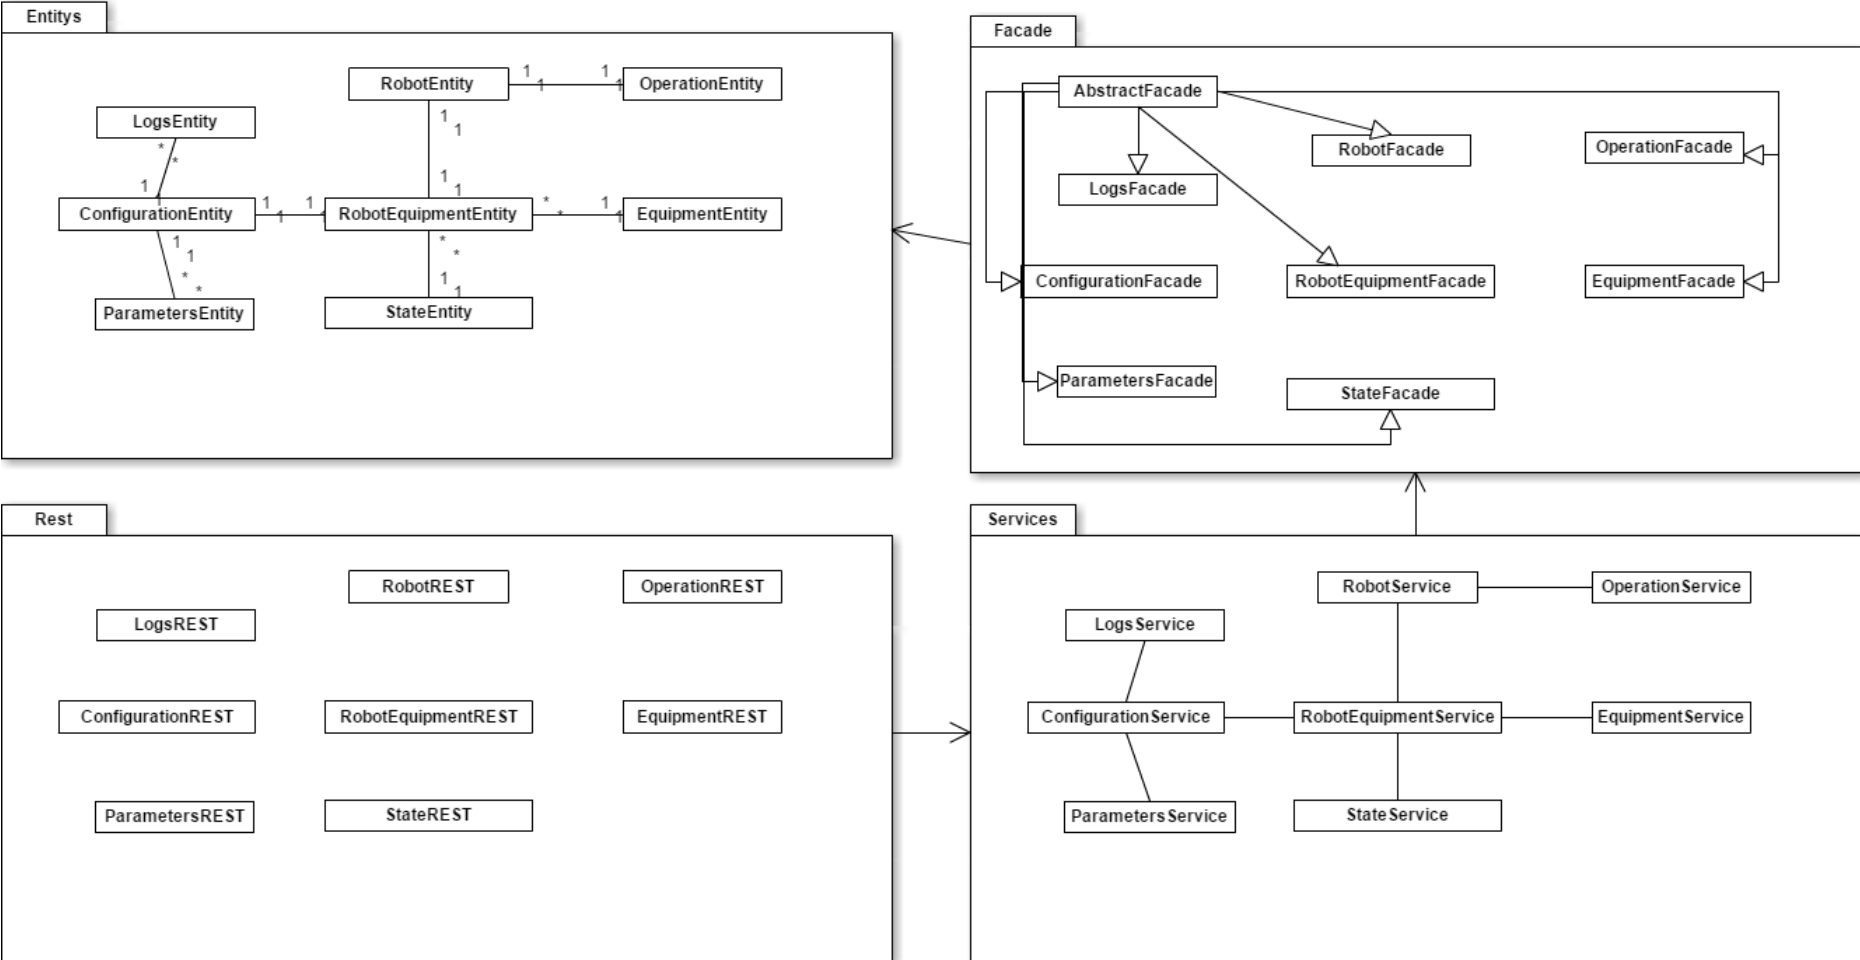 Entitys
RobotEntity
1
1
1
1
OperationEntity
LogsEntity
*
*
1
1
1
1
1
1
ConfigurationEntity
1
1
1
1
RobotEquipmentEntity
*
*
1
1
EquipmentEntity
1
1
*
*
*
*
1
1
ParametersEntity
StateEntity
Facade
AbstractFacade
RobotFacade
OperationFacade
LogsFacade
ConfigurationFacade
RobotEquipmentFacade
EquipmentFacade
ParametersFacade
StateFacade
Rest
RobotREST
OperationREST
LogsREST
ConfigurationREST
RobotEquipmentREST
EquipmentREST
ParametersREST
StateREST
Services
RobotService
OperationService
LogsService
ConfigurationService
RobotEquipmentService
EquipmentService
ParametersService
StateService